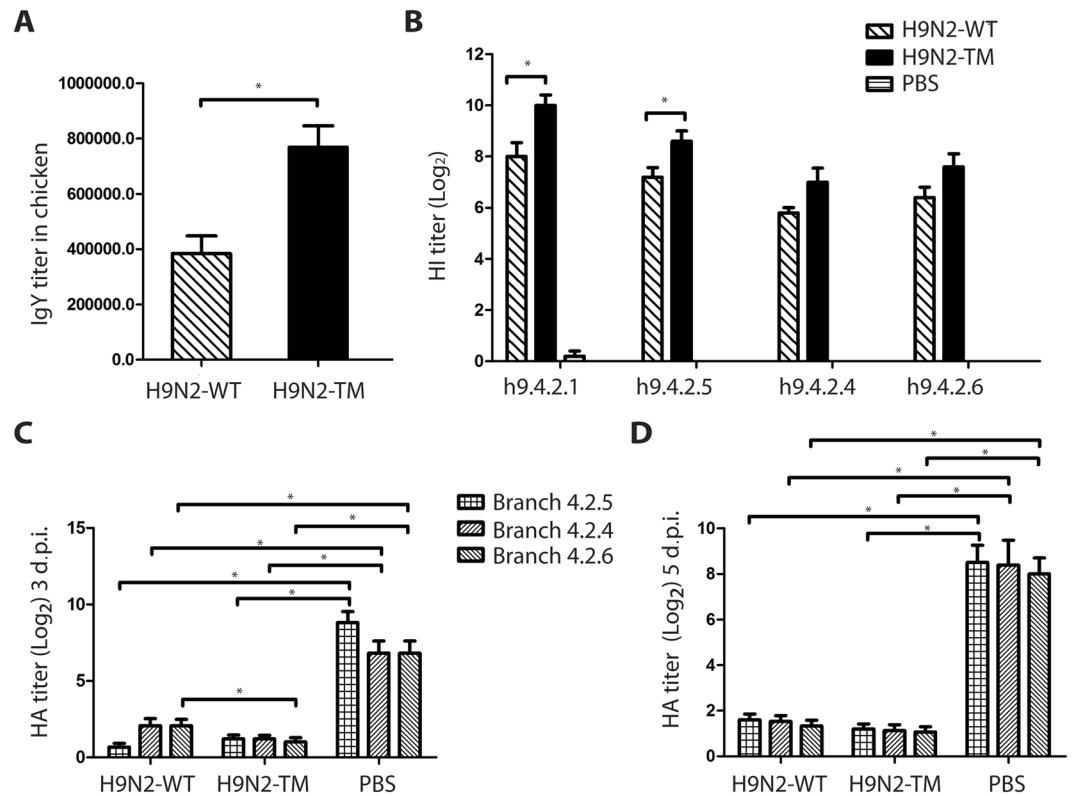 A
IgY titer in chicken
1000000.0
800000.0
600000.0
400000.0
200000.0
0.0
*
H9N2-WT
H9N2-TM
B
H9N2-WT
H9N2-TM
PBS
HI titer (Log₂)
12
10
8
6
4
2
0
*
*
h9.4.2.1
h9.4.2.5
h9.4.2.4
h9.4.2.6
C
HA titer (Log₂) 3 d.p.i.
15
10
5
0
*
*
*
*
*
*
*
H9N2-WT
H9N2-TM
PBS
Branch 4.2.5
Branch 4.2.4
Branch 4.2.6
D
HA titer (Log₂) 5 d.p.i.
10
8
6
4
2
0
*
*
*
*
*
*
H9N2-WT
H9N2-TM
PBS